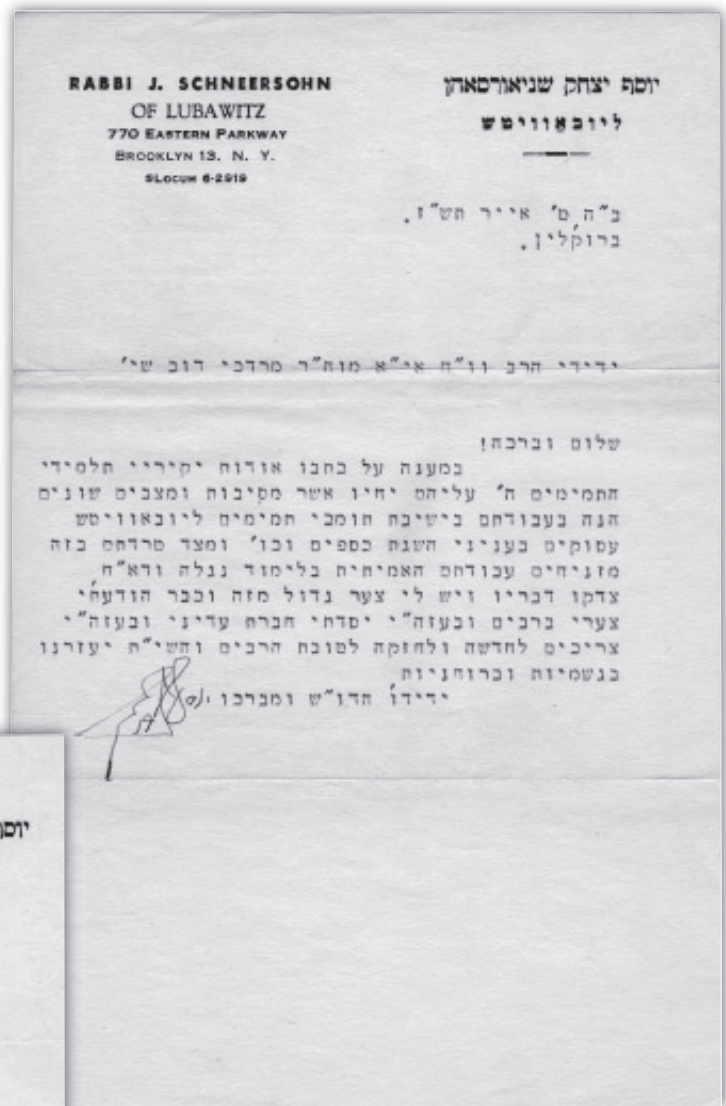 RABBI J. SCHNEERSOHN
OF LUBAWITZ
770 EASTERN PARKWAY
BROOKLYN 13, N. Y.
SLOCUM 6-2919
יוסף יצחק שניאורסאהן
ליובאוויטש
ב"ה ט' אייר תש"ז.
ברוקלין.
ידידי הרב וו"ח אי"א מוה"ר מרדכי דוב שי'
שלום וברכה!
במענה על כתבו אודות יקיריי תלמידי
התמימים ה' עליהם יחיו אשר מסיבות ומצבים שונים
הנה בעבודתם בישיבת תומכי תמימים ליובאוויטש
עסוקים בעניני השגת כספים וכו' ומצד טרדתם בזה
מזניחים עבודתם האמיתית בלימוד נגלה ודא"ח,
צדקו דבריו ויש לי צער גדול מזה וכבר הודעתי
צערי ברבים ובעזה"י יסדתי חברת עדיני ובעזה"י
צריכים לחדשה ולחזקה לטובת הרבים והשי"ת יעזרנו
בגשמיות וברוחניות,
ידידו הדו"ש ומברכו
יוסף